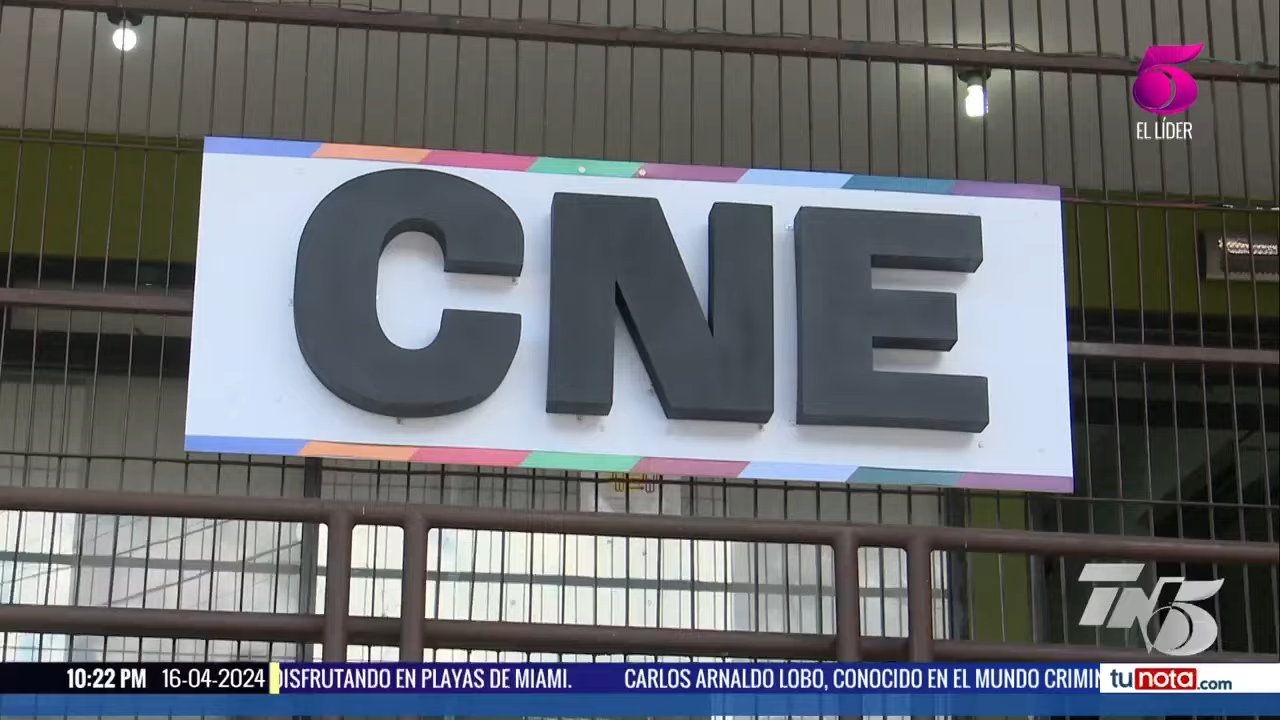 5
EL LÍDER
CNE
TN5
10:22 PM 16-04-2024 DISFRUTANDO EN PLAYAS DE MIAMI. CARLOS ARNALDO LOBO, CONOCIDO EN EL MUNDO CRIMIN
tunota.com